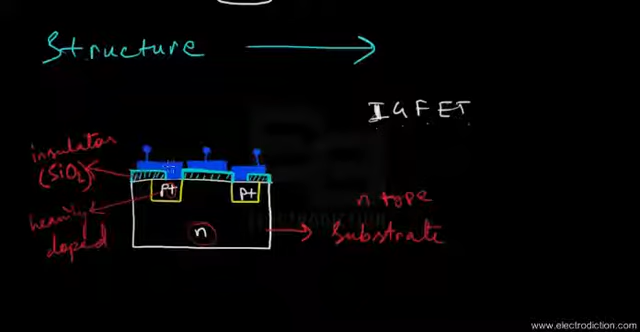 Structure
IGFET
insulator
(SiO2)
p+
p+
n type
heavily
doped
n
Substrate
www.electrodiction.com